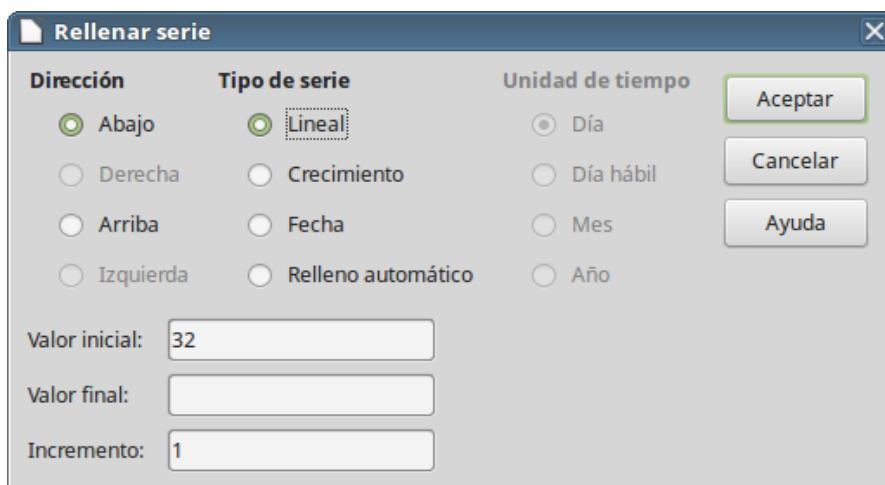 Rellenar serie
Dirección Tipo de serie Unidad de tiempo
Abajo Lineal Día Aceptar
Derecha Crecimiento Día hábil Cancelar
Arriba Fecha Mes Ayuda
Izquierda Relleno automático Año
Valor inicial: 32
Valor final:
Incremento: 1